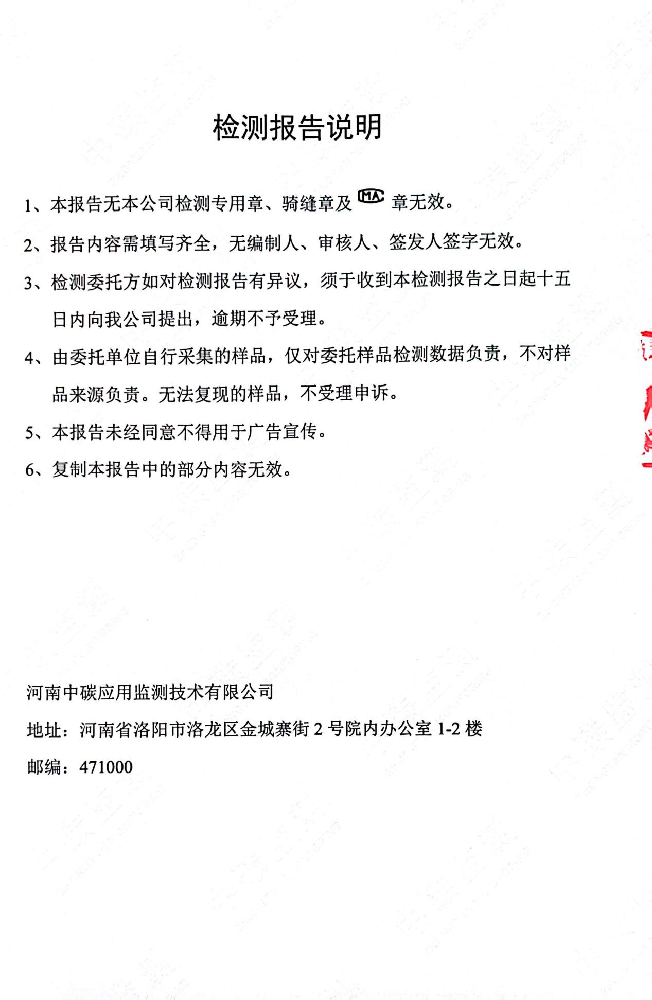 检测报告说明
1、本报告无本公司检测专用章、骑缝章及 MA 章无效。
2、报告内容需填写齐全，无编制人、审核人、签发人签字无效。
3、检测委托方如对检测报告有异议，须于收到本检测报告之日起十五
日内向我公司提出，逾期不予受理。
4、由委托单位自行采集的样品，仅对委托样品检测数据负责，不对样
品来源负责。无法复现的样品，不受理申诉。
5、本报告未经同意不得用于广告宣传。
6、复制本报告中的部分内容无效。
河南中碳应用监测技术有限公司
地址：河南省洛阳市洛龙区金城寨街 2 号院内办公室 1-2 楼
邮编：471000